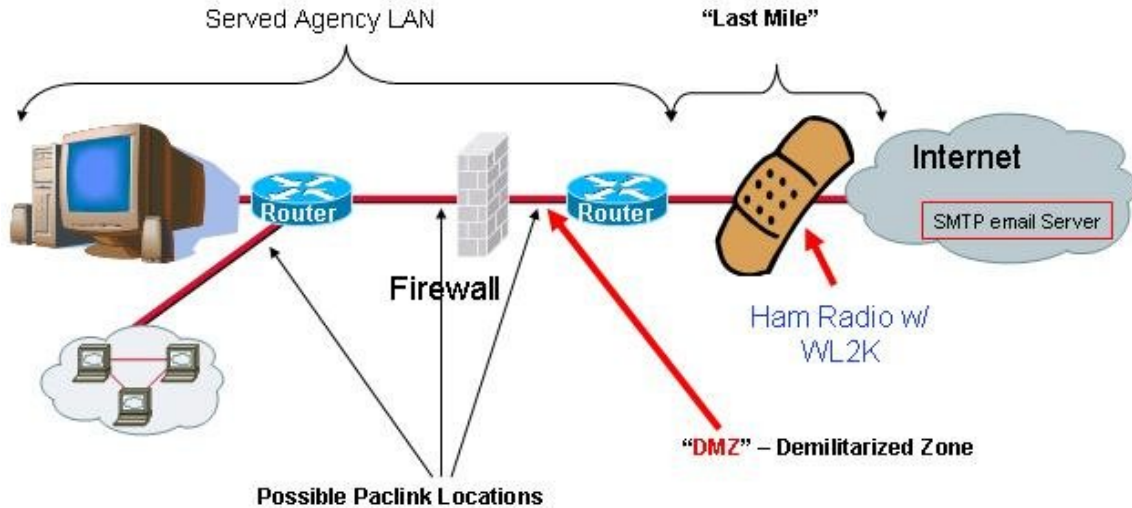 Served Agency LAN
“Last Mile”
Internet
SMTP email Server
Router
Router
Firewall
Ham Radio w/
WL2K
“DMZ” – Demilitarized Zone
Possible Paclink Locations